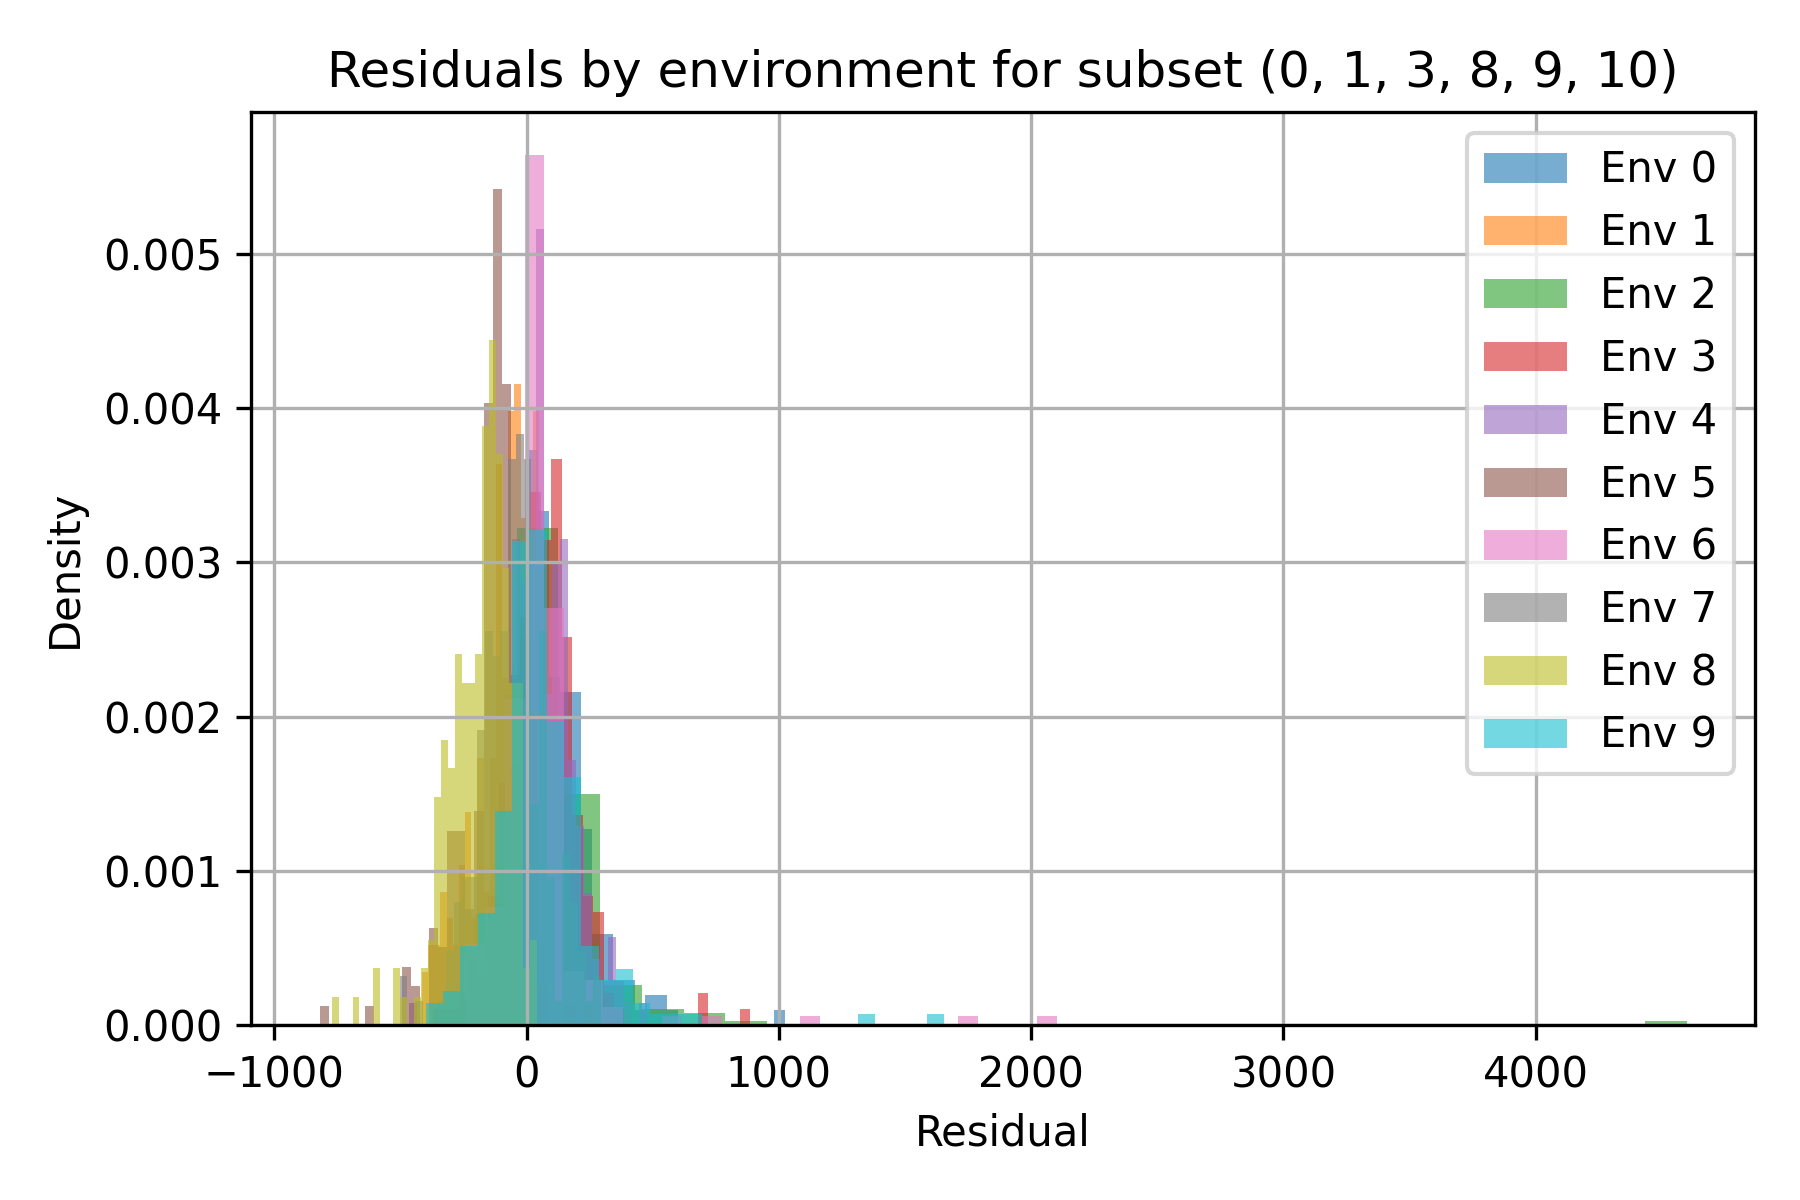 Residuals by environment for subset (0, 1, 3, 8, 9, 10)
Density
0.005
0.004
0.003
0.002
0.001
0.000
−1000
0
1000
2000
3000
4000
Residual
Env 0
Env 1
Env 2
Env 3
Env 4
Env 5
Env 6
Env 7
Env 8
Env 9